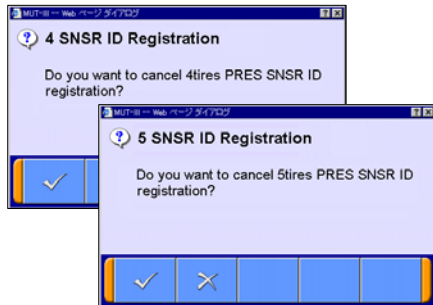 MUT-III -- Web ページ ダイアログ
4 SNSR ID Registration
Do you want to cancel 4tires PRES SNSR ID
registration?
MUT-III -- Web ページ ダイアログ
5 SNSR ID Registration
Do you want to cancel 5tires PRES SNSR ID
registration?